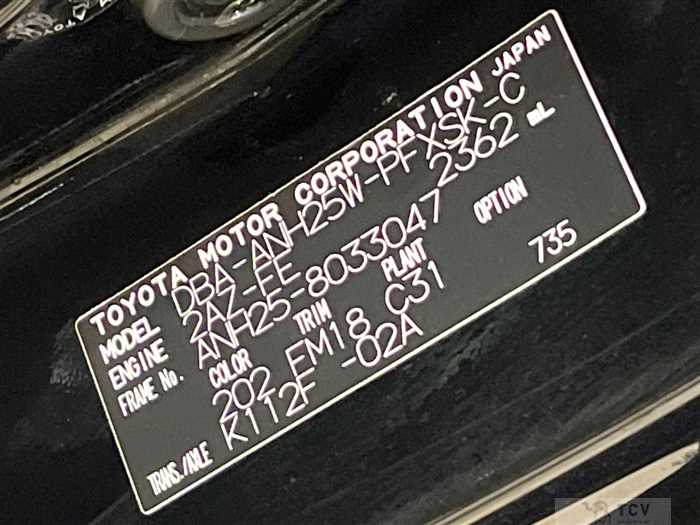 TOYOTA MOTOR CORPORATION JAPAN
MODEL DBA-ANH25W-PFXSK-C
ENGINE 2AZ-FE 2362 mL
FRAME No. ANH25-8033047
COLOR TRIM PLANT OPTION
202 FM18 C31 735
TRANS./AXLE K112F -02A
TCV